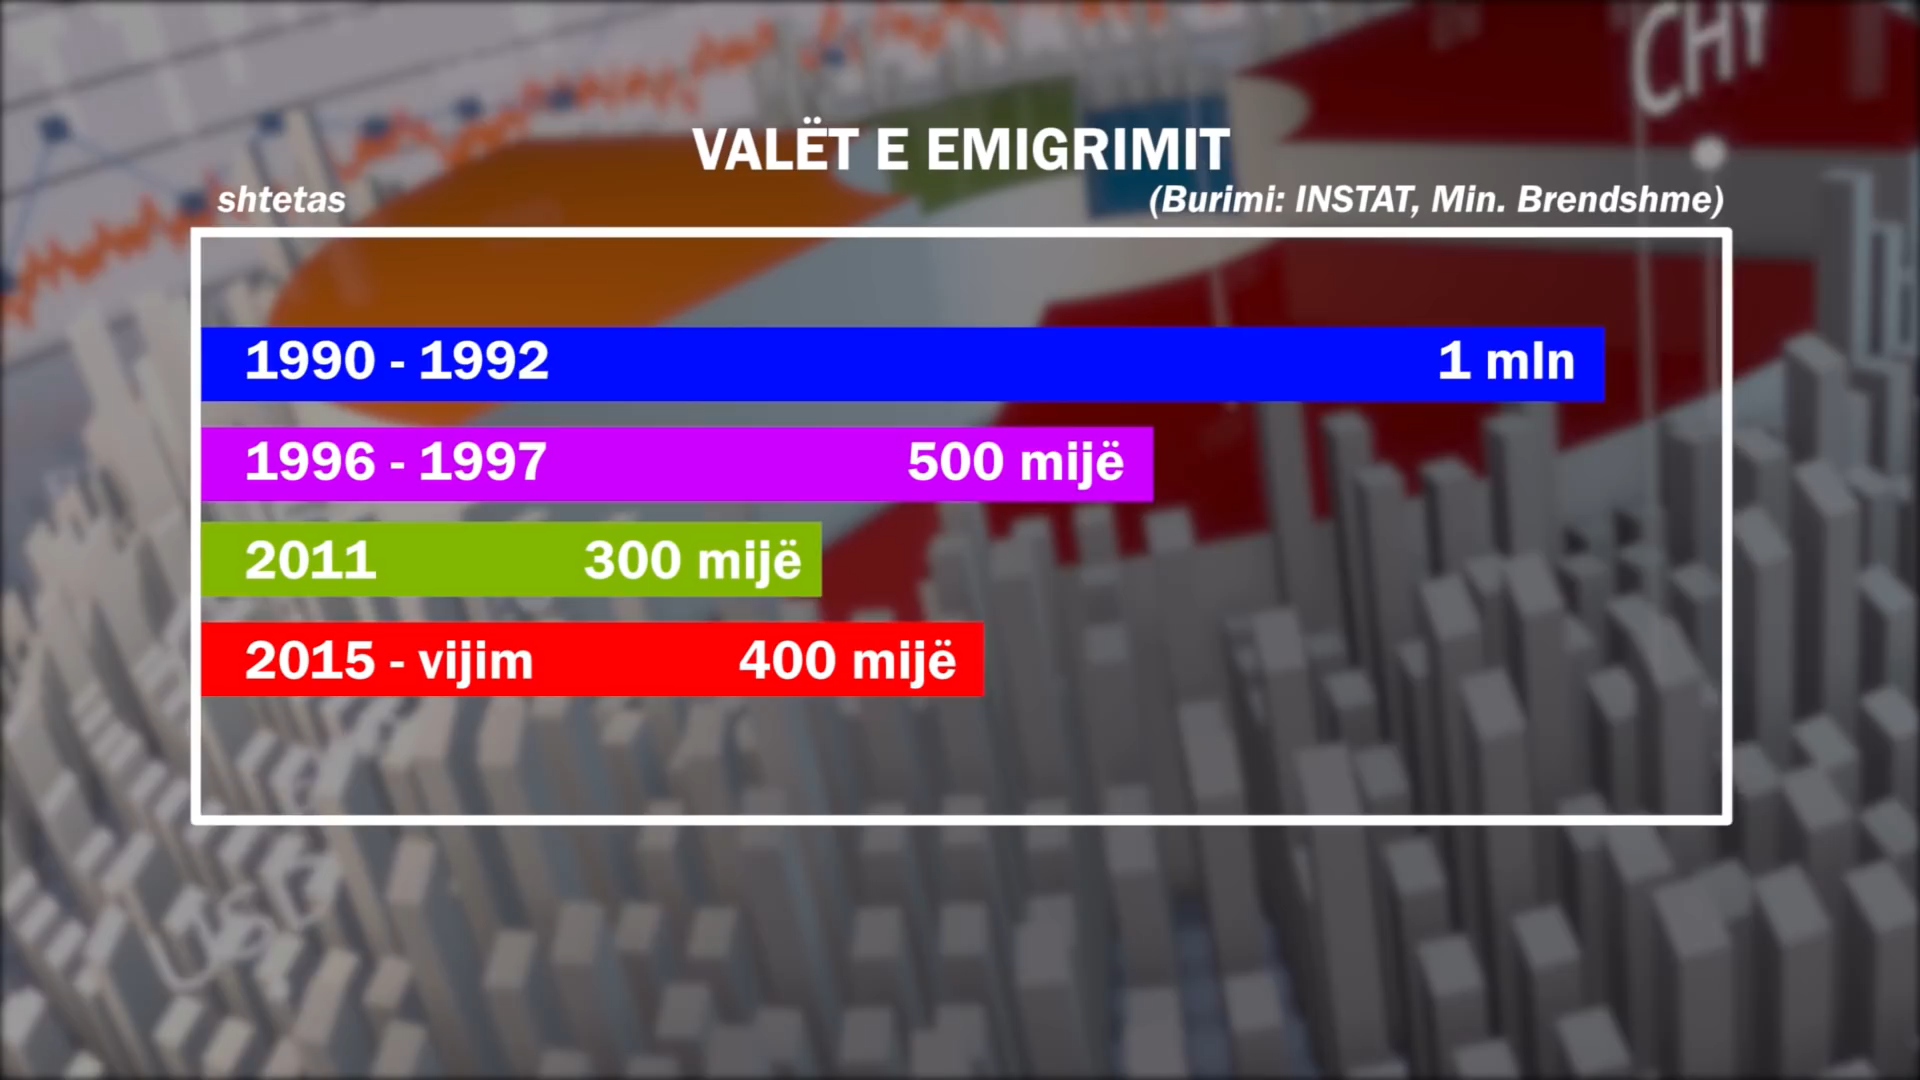 VALËT E EMIGRIMIT
shtetas
(Burimi: INSTAT, Min. Brendshme)
1990 - 1992 1 mln
1996 - 1997 500 mijë
2011 300 mijë
2015 - vijim 400 mijë
CHY